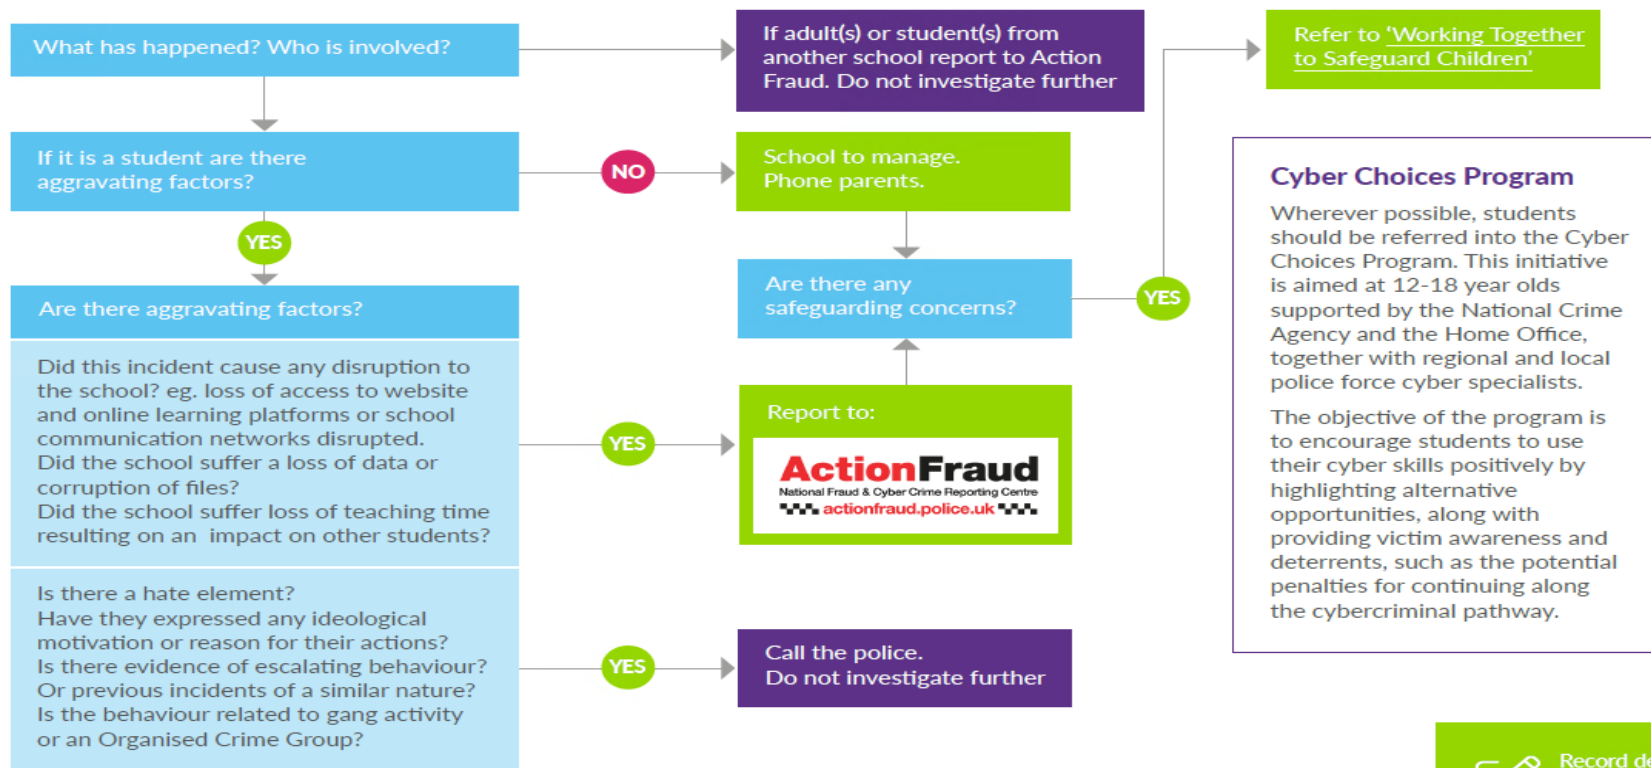 What has happened? Who is involved?
If adult(s) or student(s) from
another school report to Action
Fraud. Do not investigate further
Refer to ‘Working Together
to Safeguard Children’
If it is a student are there
aggravating factors?
NO
School to manage.
Phone parents.
YES
Are there aggravating factors?
Are there any
safeguarding concerns?
YES
Did this incident cause any disruption to
the school? eg. loss of access to website
and online learning platforms or school
communication networks disrupted.
Did the school suffer a loss of data or
corruption of files?
Did the school suffer loss of teaching time
resulting on an impact on other students?
YES
Report to:
ActionFraud
National Fraud & Cyber Crime Reporting Centre
actionfraud.police.uk
Is there a hate element?
Have they expressed any ideological
motivation or reason for their actions?
Is there evidence of escalating behaviour?
Or previous incidents of a similar nature?
Is the behaviour related to gang activity
or an Organised Crime Group?
YES
Call the police.
Do not investigate further
Cyber Choices Program
Wherever possible, students
should be referred into the Cyber
Choices Program. This initiative
is aimed at 12-18 year olds
supported by the National Crime
Agency and the Home Office,
together with regional and local
police force cyber specialists.
The objective of the program is
to encourage students to use
their cyber skills positively by
highlighting alternative
opportunities, along with
providing victim awareness and
deterrents, such as the potential
penalties for continuing along
the cybercriminal pathway.
Record